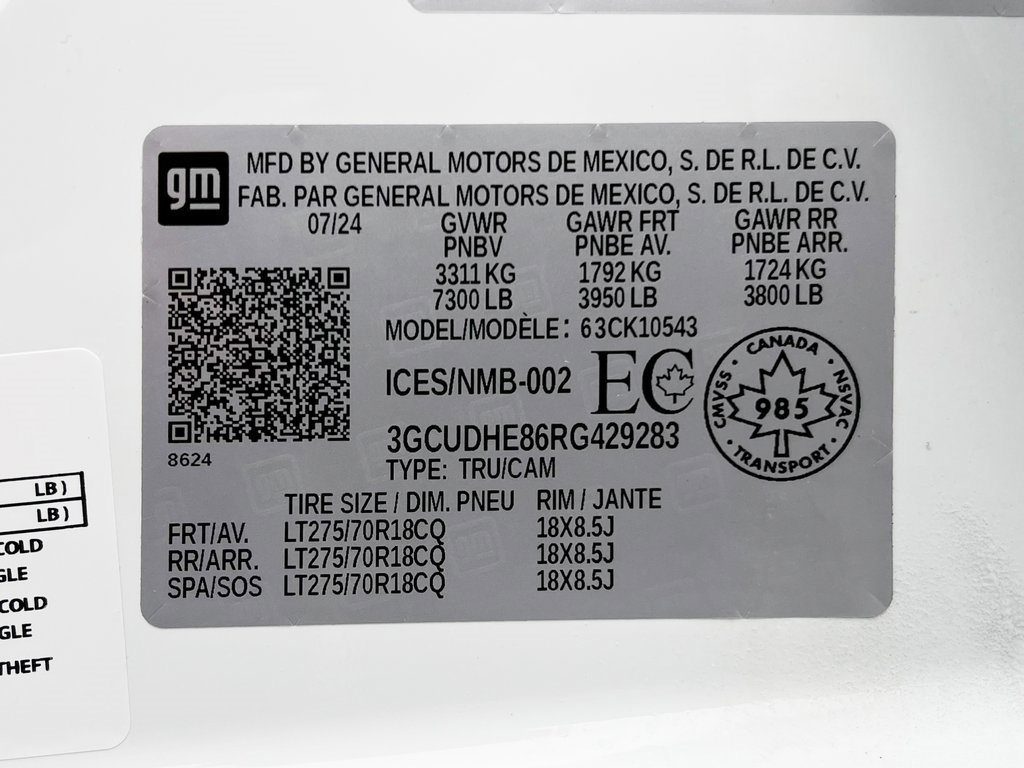 gm
MFD BY GENERAL MOTORS DE MEXICO, S. DE R.L. DE C.V.
FAB. PAR GENERAL MOTORS DE MEXICO, S. DE R.L. DE C.V.
07/24 GVWR GAWR FRT GAWR RR
PNBV PNBE AV. PNBE ARR.
3311 KG 1792 KG 1724 KG
7300 LB 3950 LB 3800 LB
MODEL/MODÈLE: 63CK10543
ICES/NMB-002 EC
CANADA
CMVSS · NSVAC
985
· TRANSPORT ·
3GCUDHE86RG429283
8624
TYPE: TRU/CAM
TIRE SIZE / DIM. PNEU RIM / JANTE
FRT/AV. LT275/70R18CQ 18X8.5J
RR/ARR. LT275/70R18CQ 18X8.5J
SPA/SOS LT275/70R18CQ 18X8.5J
LB)
LB)
COLD
GLE
COLD
GLE
THEFT